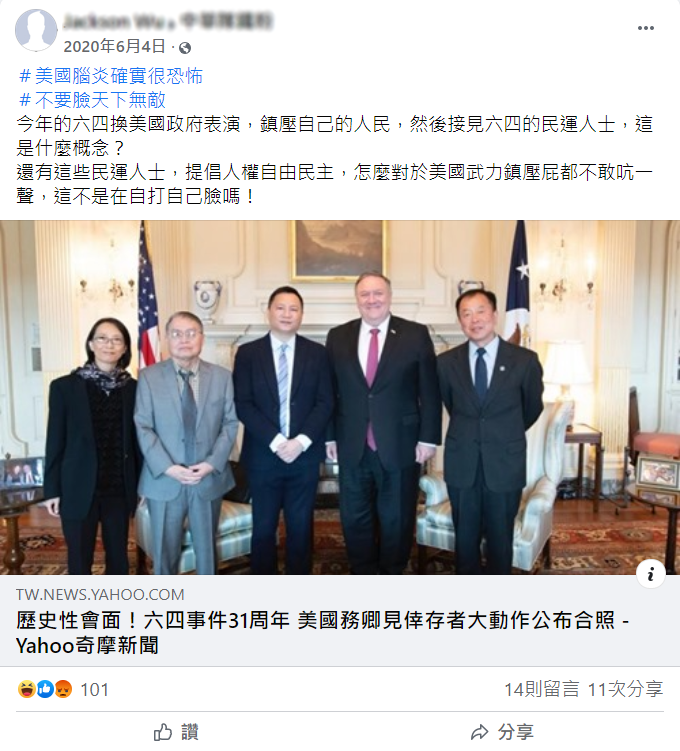 2020年6月4日 ·
＃美國腦炎確實很恐怖
＃不要臉天下無敵
今年的六四換美國政府表演，鎮壓自己的人民，然後接見六四的民運人士，這
是什麼概念？
還有這些民運人士，提倡人權自由民主，怎麼對於美國武力鎮壓屁都不敢吭一
聲，這不是在自打自己臉嗎！
TW.NEWS.YAHOO.COM
歷史性會面！六四事件31周年 美國務卿見倖存者大動作公布合照 -
Yahoo奇摩新聞
101
14則留言 11次分享
讚
分享